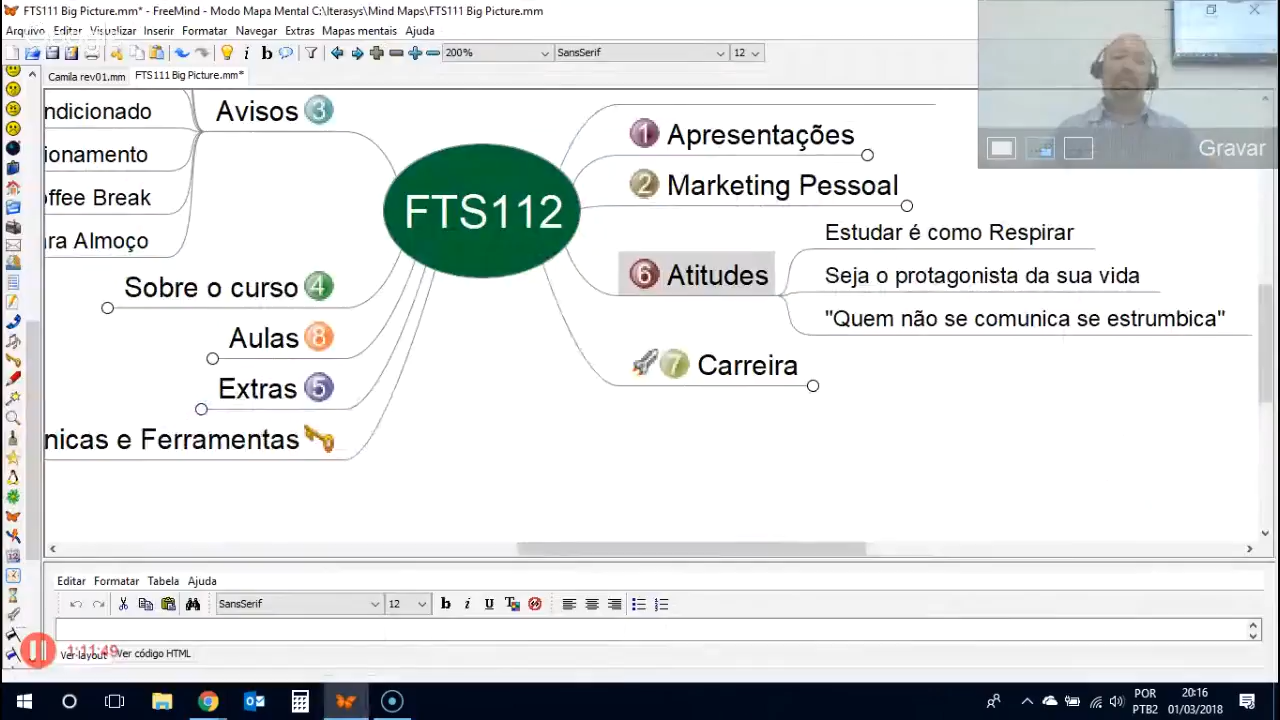 FTS111 Big Picture.mm* - FreeMind - Modo Mapa Mental C:\Iterasys\Mind Maps\FTS111 Big Picture.mm
Arquivo Editar Visualizar Inserir Formatar Navegar Extras Mapas mentais Ajuda
200% SansSerif 12
Camila rev01.mm FTS111 Big Picture.mm*
Gravar
ndicionado
ionamento
offee Break
ara Almoço
Avisos 3
Sobre o curso 4
Aulas 8
Extras 5
nicas e Ferramentas
FTS112
1 Apresentações
2 Marketing Pessoal
6 Atitudes
Estudar é como Respirar
Seja o protagonista da sua vida
"Quem não se comunica se estrumbica"
7 Carreira
Editar Formatar Tabela Ajuda
SansSerif 12
1:11:49
Ver layout Ver código HTML
POR
PTB2
20:16
01/03/2018